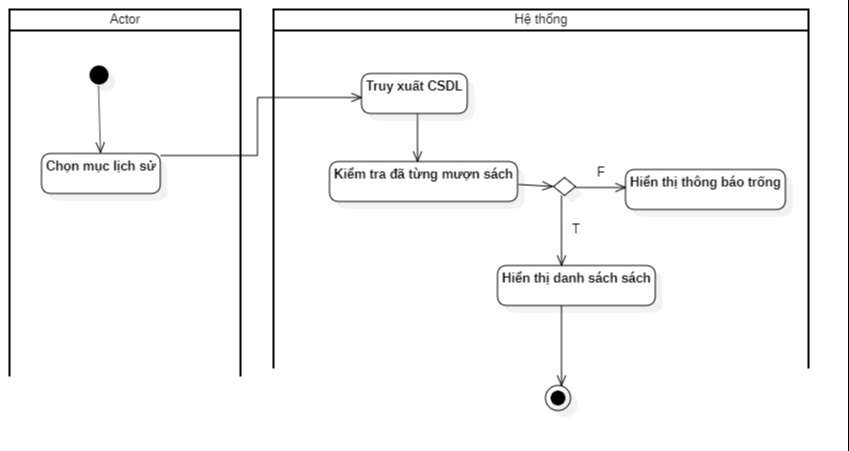 Actor
Hệ thống
Truy xuất CSDL
Chọn mục lịch sử
Kiểm tra đã từng mượn sách
F
Hiển thị thông báo trống
T
Hiển thị danh sách sách